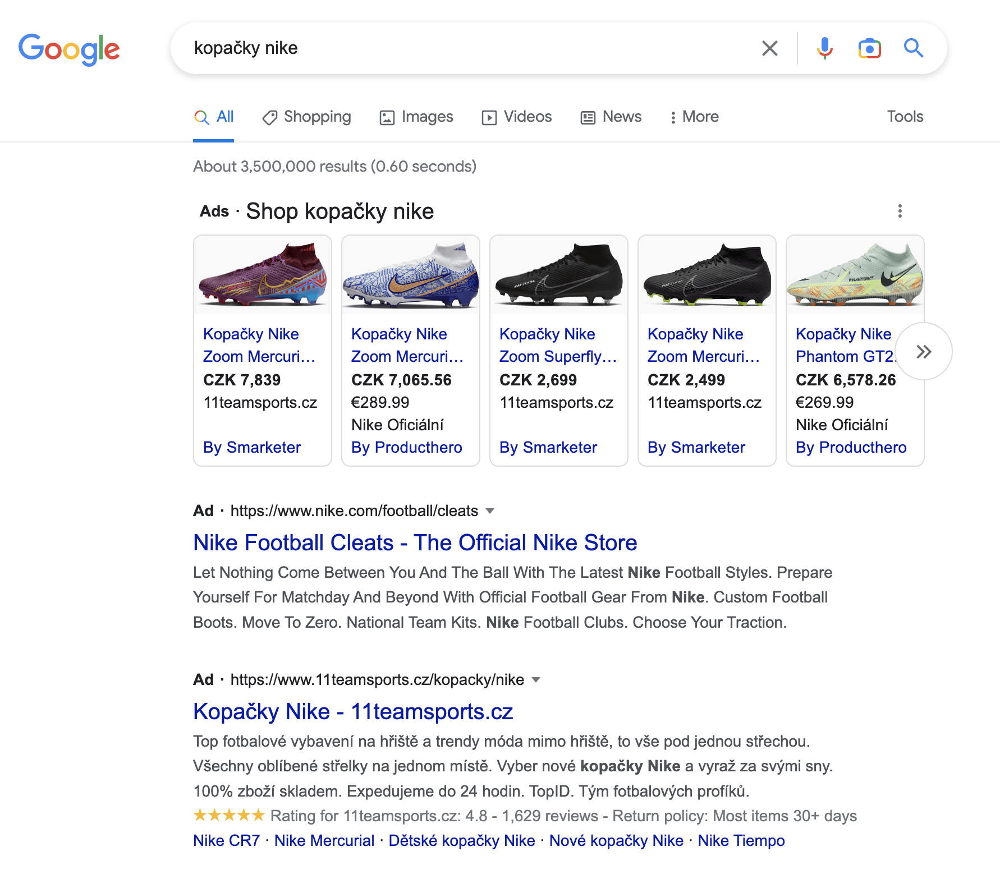 Google
kopačky nike
All
Shopping
Images
Videos
News
More
Tools
About 3,500,000 results (0.60 seconds)
Ads · Shop kopačky nike
Kopačky Nike
Zoom Mercuri...
CZK 7,839
11teamsports.cz
By Smarketer
Kopačky Nike
Zoom Mercuri...
CZK 7,065.56
€289.99
Nike Oficiální
By Producthero
Kopačky Nike
Zoom Superfly...
CZK 2,699
11teamsports.cz
By Smarketer
Kopačky Nike
Zoom Mercuri...
CZK 2,499
11teamsports.cz
By Smarketer
PHANTOM
Kopačky Nike
Phantom GT2.
CZK 6,578.26
€269.99
Nike Oficiální
By Producthero
Ad · https://www.nike.com/football/cleats
Nike Football Cleats - The Official Nike Store
Let Nothing Come Between You And The Ball With The Latest Nike Football Styles. Prepare
Yourself For Matchday And Beyond With Official Football Gear From Nike. Custom Football
Boots. Move To Zero. National Team Kits. Nike Football Clubs. Choose Your Traction.
Ad · https://www.11teamsports.cz/kopacky/nike
Kopačky Nike - 11teamsports.cz
Top fotbalové vybavení na hřiště a trendy móda mimo hřiště, to vše pod jednou střechou.
Všechny oblíbené střelky na jednom místě. Vyber nové kopačky Nike a vyraž za svými sny.
100% zboží skladem. Expedujeme do 24 hodin. TopID. Tým fotbalových profíků.
Rating for 11teamsports.cz: 4.8 - 1,629 reviews - Return policy: Most items 30+ days
Nike CR7 · Nike Mercurial · Dětské kopačky Nike · Nové kopačky Nike · Nike Tiempo